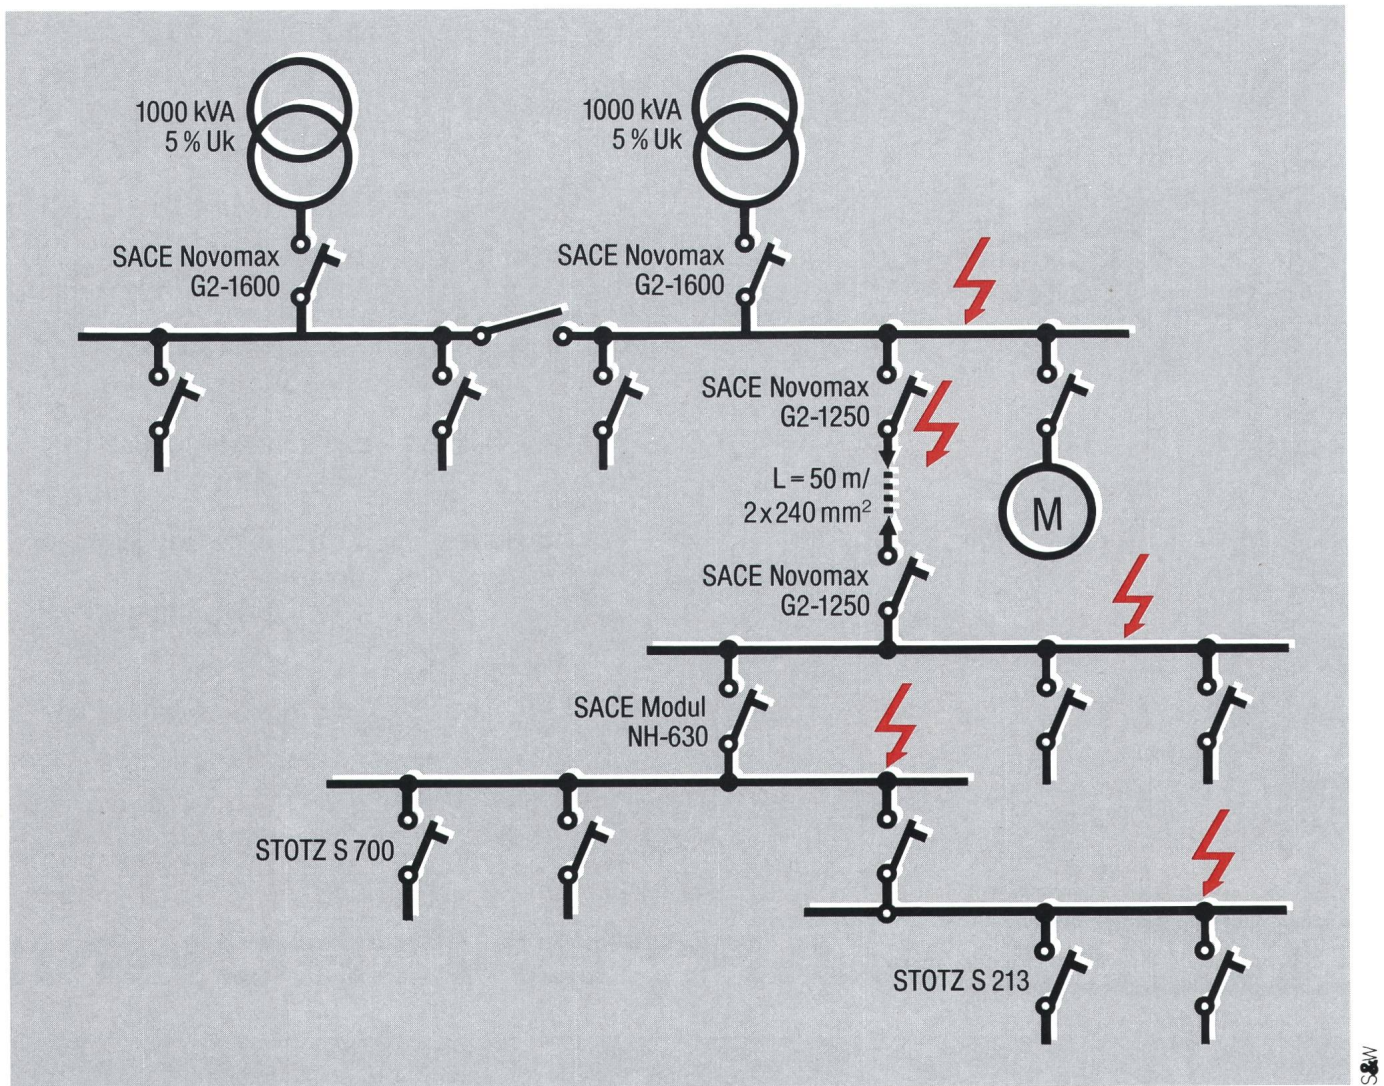 1000 kVA
5 % Uk
1000 kVA
5 % Uk
SACE Novomax
G2-1600
SACE Novomax
G2-1600
SACE Novomax
G2-1250
L = 50 m/
2 x 240 mm²
M
SACE Novomax
G2-1250
SACE Modul
NH-630
STOTZ S 700
STOTZ S 213
S&W